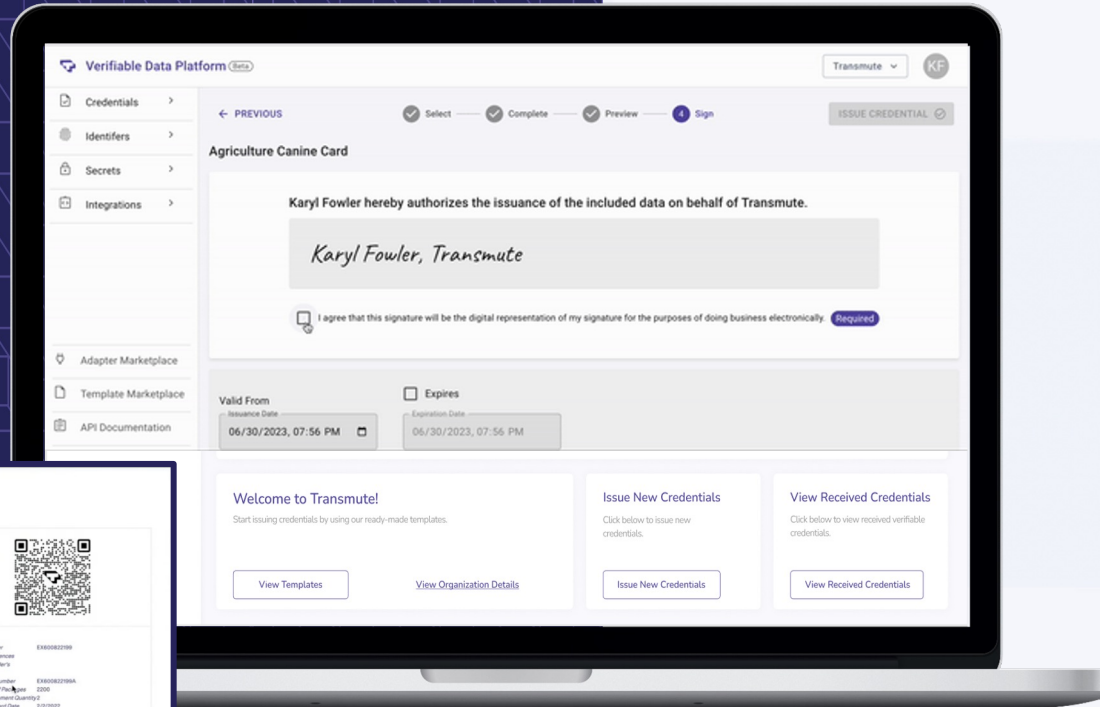 Verifiable Data Platform Beta
Transmute
KF
Credentials
Identifers
Secrets
Integrations
Adapter Marketplace
Template Marketplace
API Documentation
← PREVIOUS
Select
Complete
Preview
4 Sign
ISSUE CREDENTIAL
Agriculture Canine Card
Karyl Fowler hereby authorizes the issuance of the included data on behalf of Transmute.
Karyl Fowler, Transmute
I agree that this signature will be the digital representation of my signature for the purposes of doing business electronically. Required
Valid From
Expires
Issuance Date
06/30/2023, 07:56 PM
Expiration Date
06/30/2023, 07:56 PM
Welcome to Transmute!
Start issuing credentials by using our ready-made templates.
View Templates
View Organization Details
Issue New Credentials
Click below to issue new
credentials.
Issue New Credentials
View Received Credentials
Click below to view received verifiable
credentials.
View Received Credentials
EX600822199
EX600822199A
2200